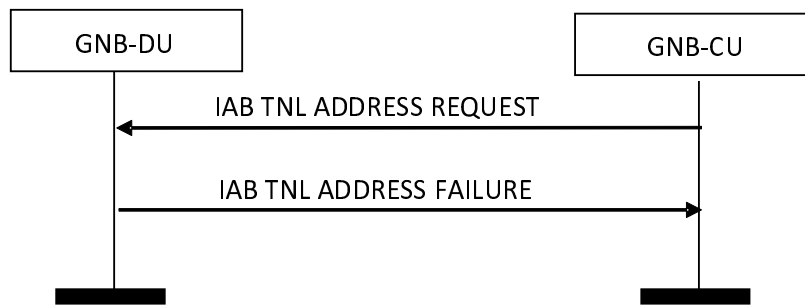 GNB-DU
GNB-CU
IAB TNL ADDRESS REQUEST
IAB TNL ADDRESS FAILURE